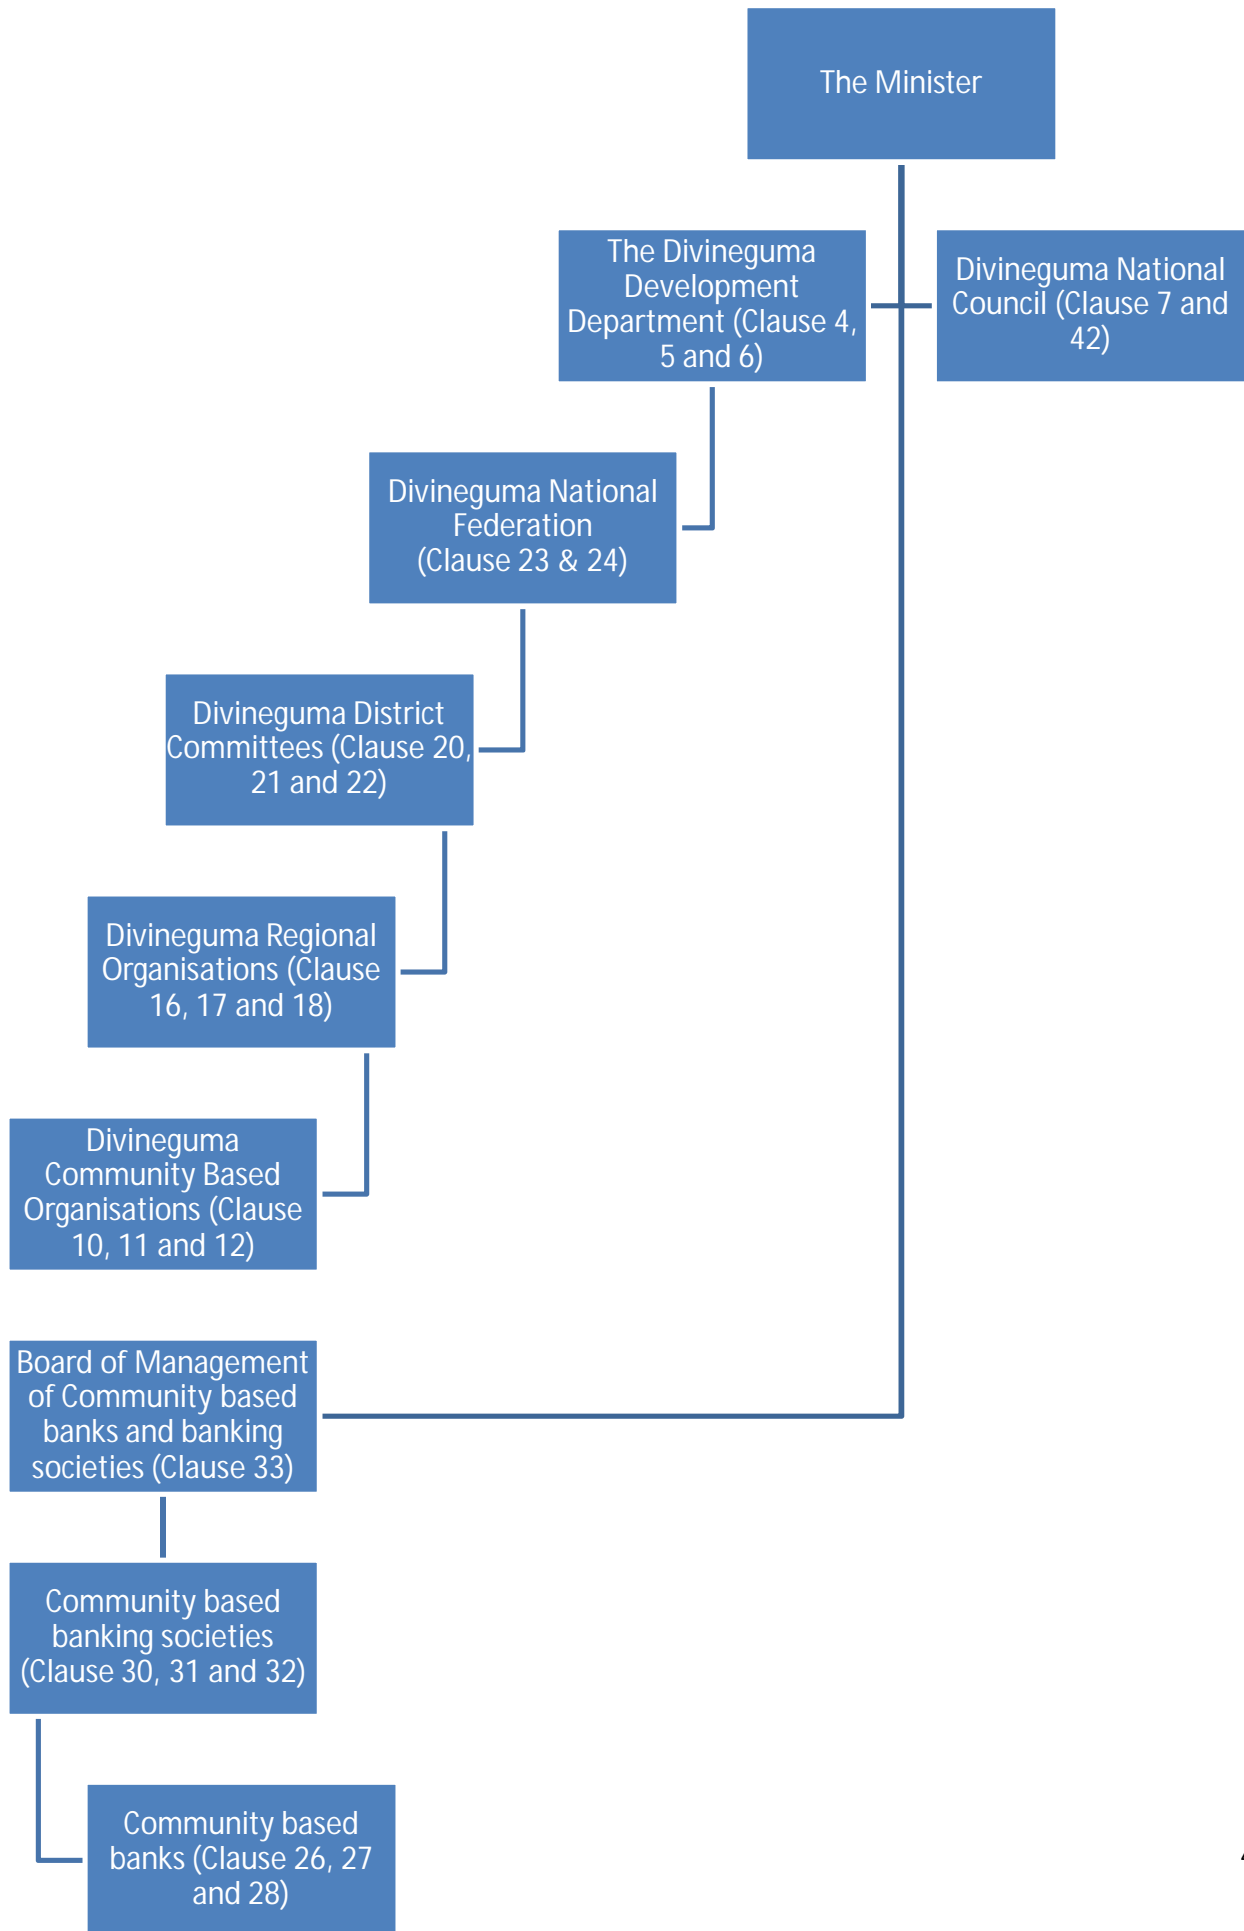 The Minister
The Divineguma
Development
Department (Clause 4,
5 and 6)
Divineguma National
Council (Clause 7 and
42)
Divineguma National
Federation
(Clause 23 & 24)
Divineguma District
Committees (Clause 20,
21 and 22)
Divineguma Regional
Organisations (Clause
16, 17 and 18)
Divineguma
Community Based
Organisations (Clause
10, 11 and 12)
Board of Management
of Community based
banks and banking
societies (Clause 33)
Community based
banking societies
(Clause 30, 31 and 32)
Community based
banks (Clause 26, 27
and 28)